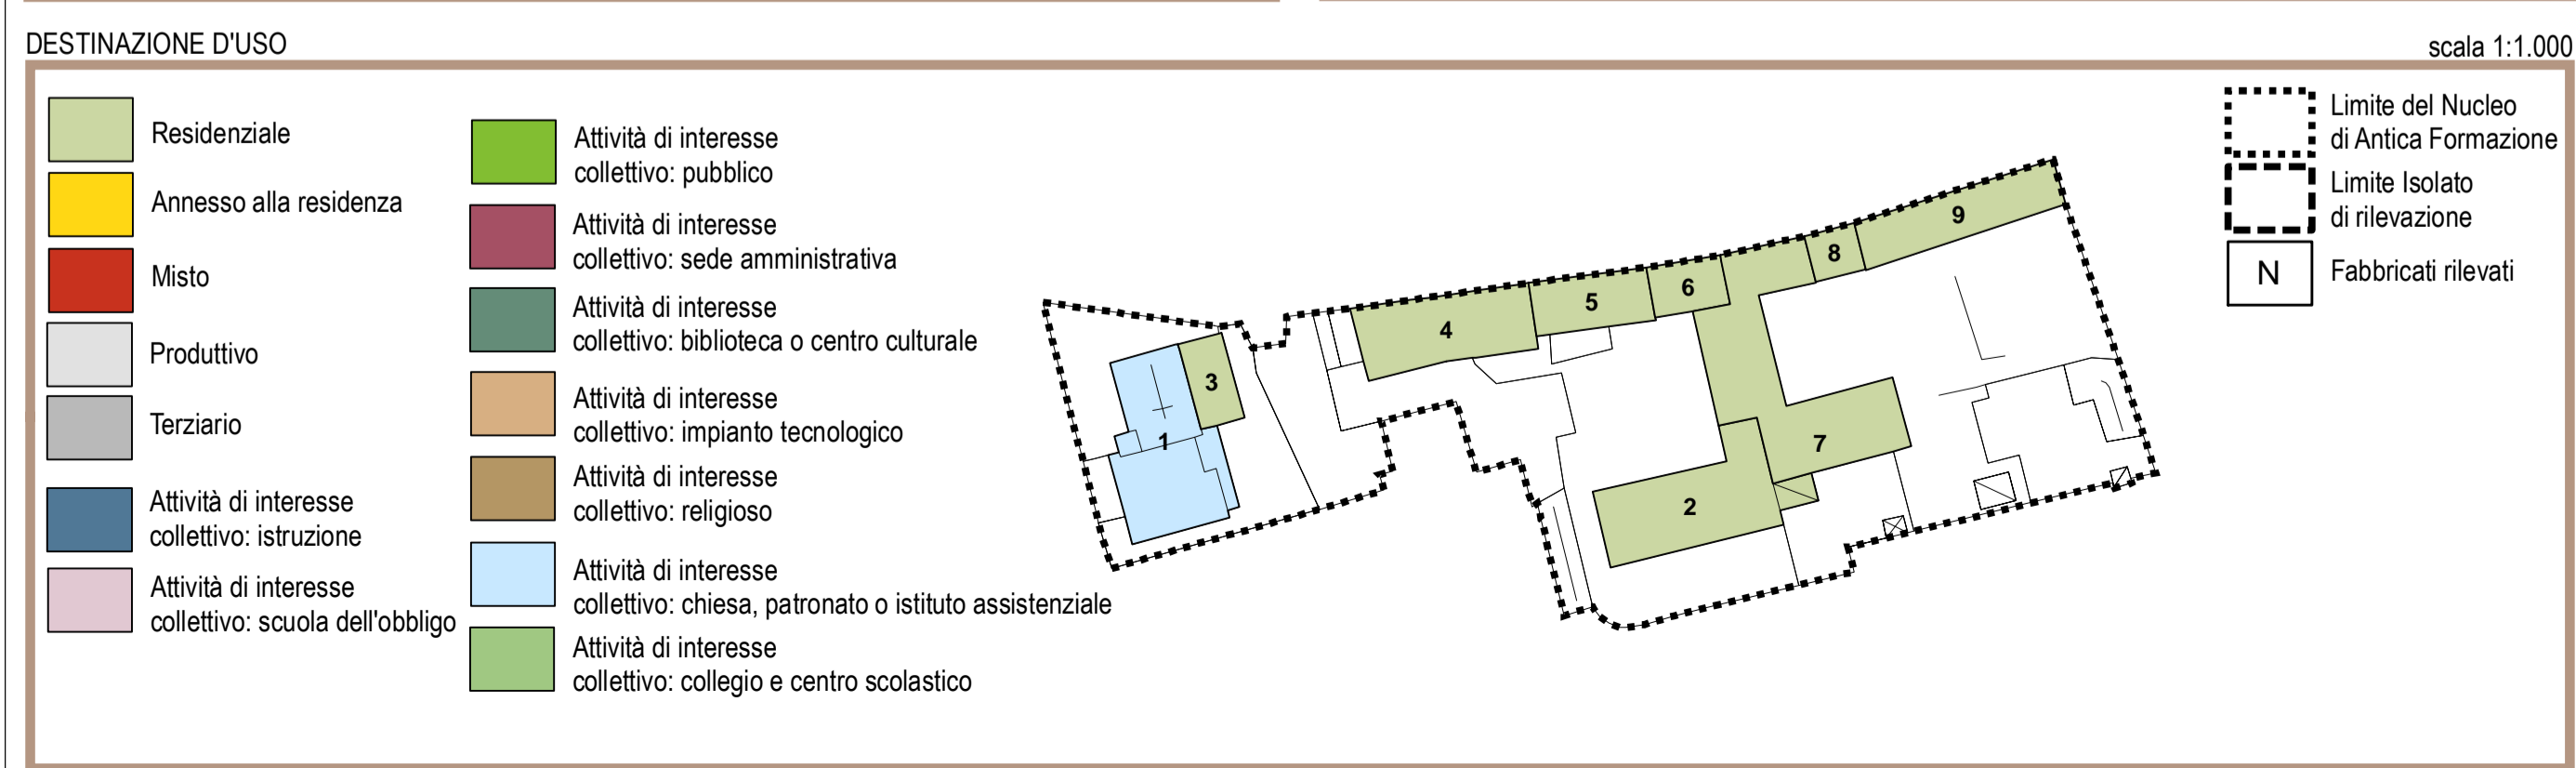 DESTINAZIONE D'USO
scala 1:1.000
Residenziale
Annesso alla residenza
Misto
Produttivo
Terziario
Attività di interesse
collettivo: istruzione
Attività di interesse
collettivo: scuola dell'obbligo
Attività di interesse
collettivo: pubblico
Attività di interesse
collettivo: sede amministrativa
Attività di interesse
collettivo: biblioteca o centro culturale
Attività di interesse
collettivo: impianto tecnologico
Attività di interesse
collettivo: religioso
Attività di interesse
collettivo: chiesa, patronato o istituto assistenziale
Attività di interesse
collettivo: collegio e centro scolastico
1
3
4
5
6
2
7
8
9
Limite del Nucleo
di Antica Formazione
Limite Isolato
di rilevazione
N
Fabbricati rilevati